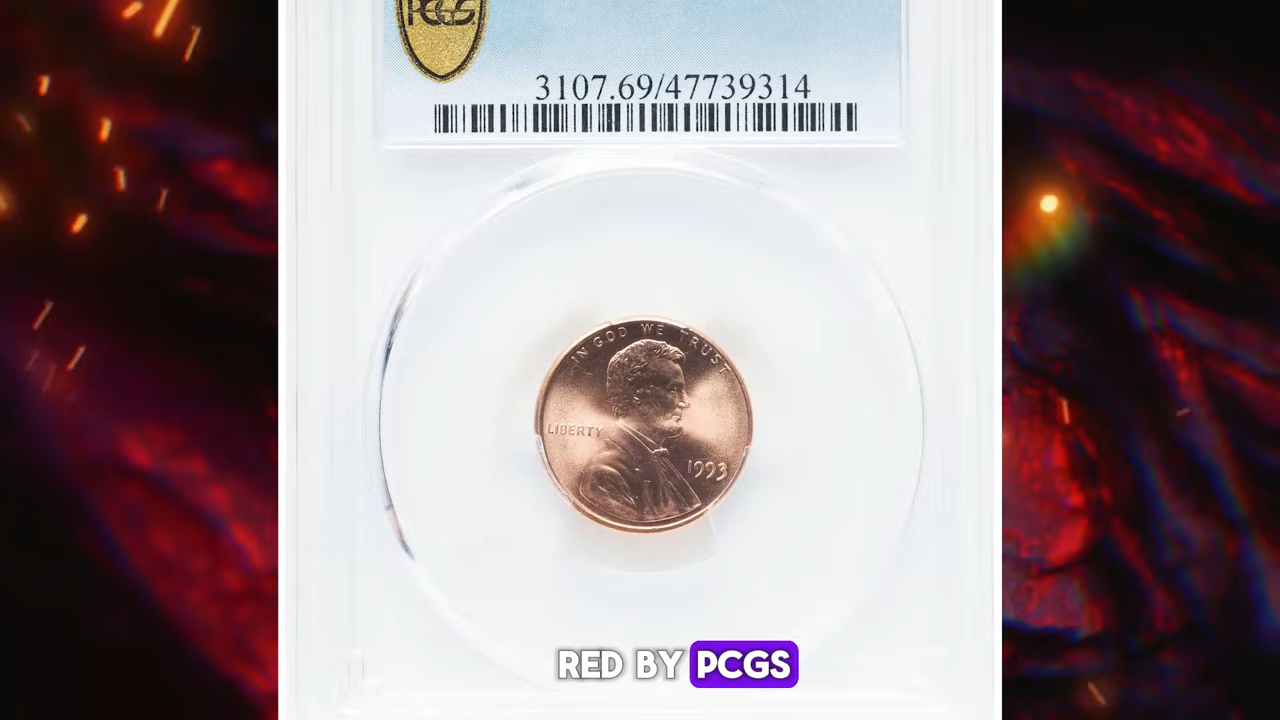 PCGS
3107.69/47739314
IN GOD WE TRUST
LIBERTY
1993
RED BY PCGS